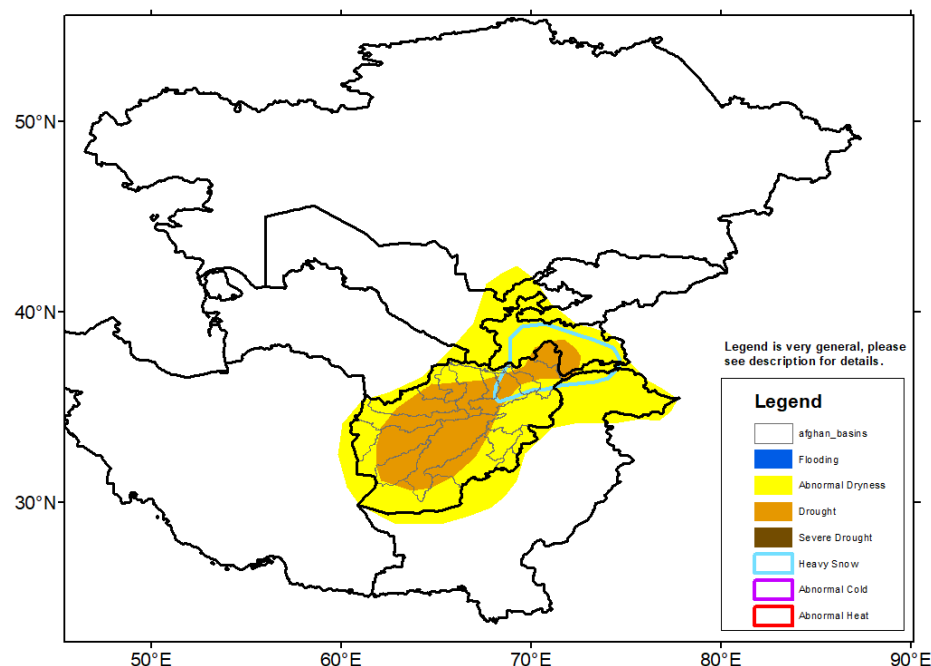 50°N
40°N
30°N
50°E
60°E
70°E
80°E
90°E
Legend is very general, please
see description for details.
Legend
afghan_basins
Flooding
Abnormal Dryness
Drought
Severe Drought
Heavy Snow
Abnormal Cold
Abnormal Heat